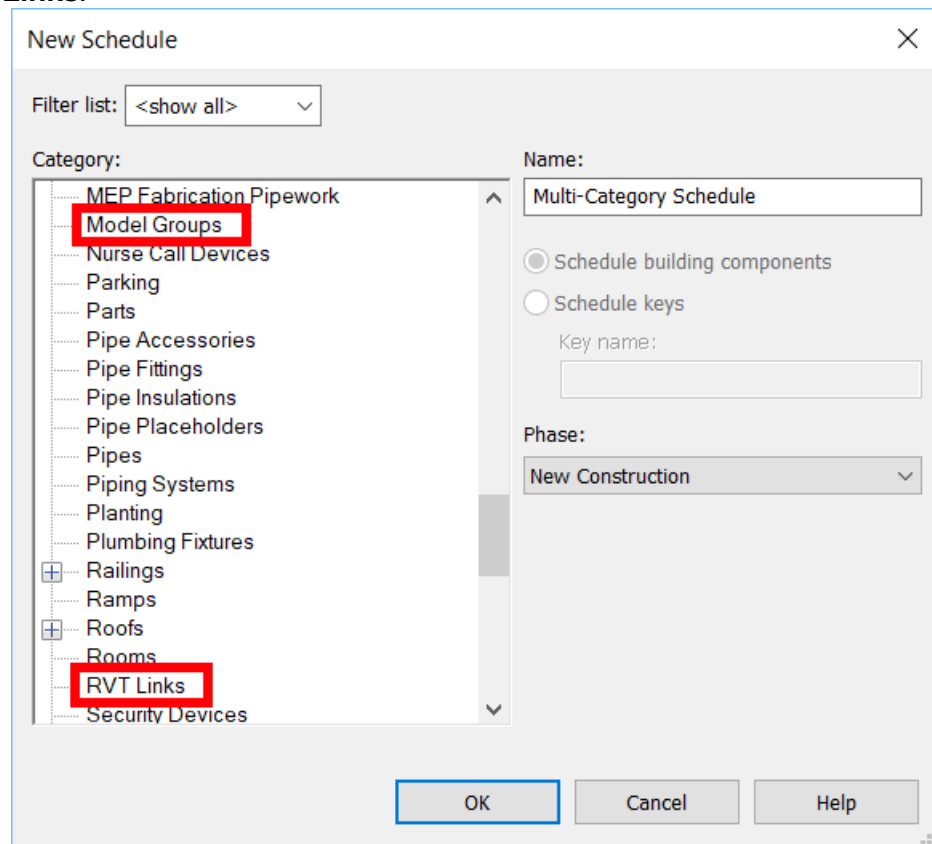 Links.
New Schedule
Filter list: <show all>
Category:
MEP Fabrication Pipework
Model Groups
Nurse Call Devices
Parking
Parts
Pipe Accessories
Pipe Fittings
Pipe Insulations
Pipe Placeholders
Pipes
Piping Systems
Planting
Plumbing Fixtures
Railings
Ramps
Roofs
Rooms
RVT Links
Security Devices
Name:
Multi-Category Schedule
Schedule building components
Schedule keys
Key name:
Phase:
New Construction
OK Cancel Help